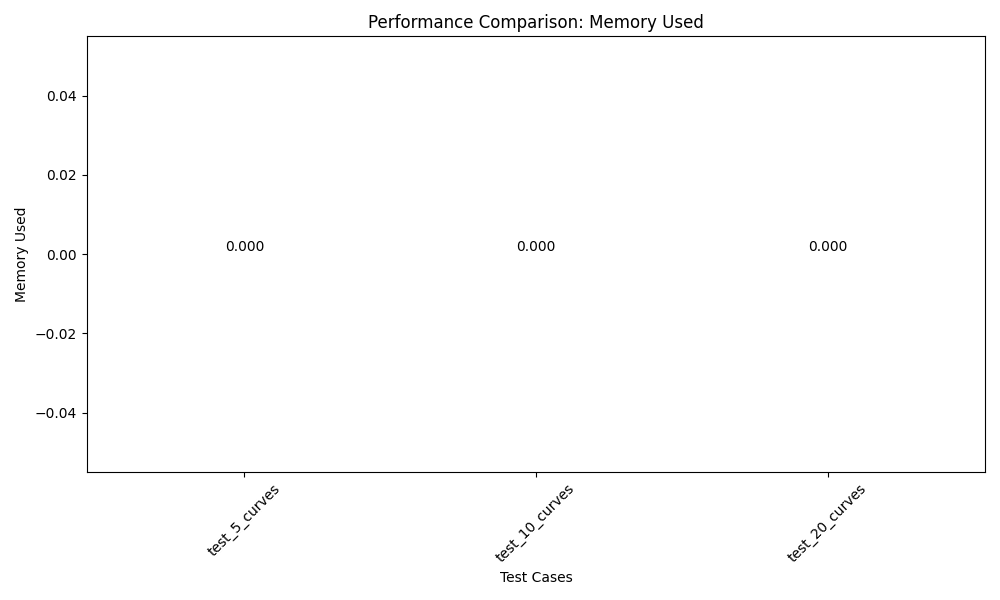 Performance Comparison: Memory Used
0.04
0.02
0.00
−0.02
−0.04
Memory Used
0.000
0.000
0.000
test_5_curves
test_10_curves
test_20_curves
Test Cases